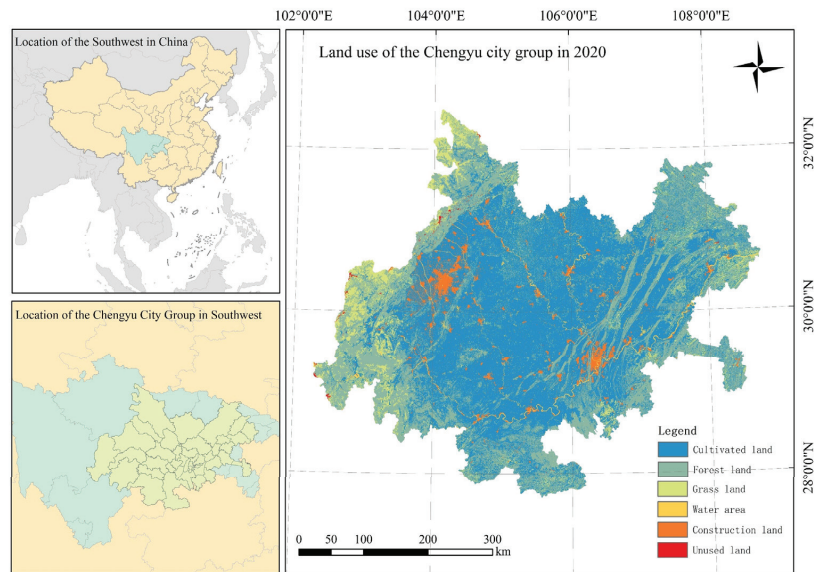 Location of the Southwest in China
Location of the Chengyu City Group in Southwest
102°0'0"E 104°0'0"E 106°0'0"E 108°0'0"E
Land use of the Chengyu city group in 2020
32°0'0"N
30°0'0"N
28°0'0"N
Legend
Cultivated land
Forest land
Grass land
Water area
Construction land
Unused land
0 50 100 200 300
km